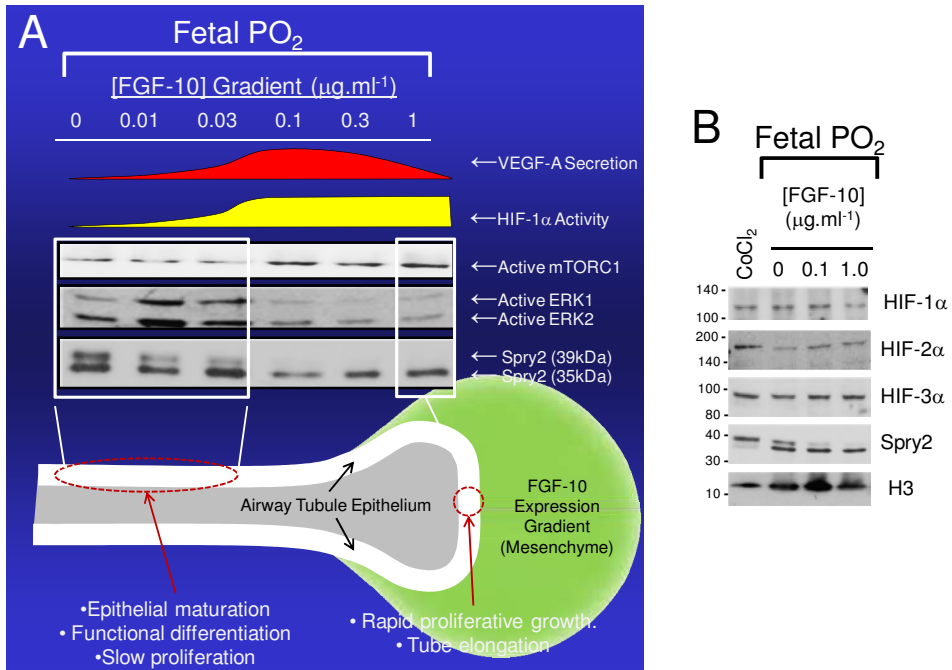 A
Fetal PO₂
[FGF-10] Gradient (μg.ml⁻¹)
0 0.01 0.03 0.1 0.3 1
←VEGF-A Secretion
←HIF-1α Activity
←Active mTORC1
←Active ERK1
←Active ERK2
←Spry2 (39kDa)
←Spry2 (35kDa)
Airway Tubule Epithelium
FGF-10
Expression
Gradient
(Mesenchyme)
•Epithelial maturation
• Functional differentiation
•Slow proliferation
• Rapid proliferative growth.
• Tube elongation
B
Fetal PO₂
[FGF-10]
(μg.ml⁻¹)
CoCl₂ 0 0.1 1.0
140 -
100 -
HIF-1α
200 -
140 -
HIF-2α
100 -
80 -
HIF-3α
40 -
30 -
Spry2
10 -
H3